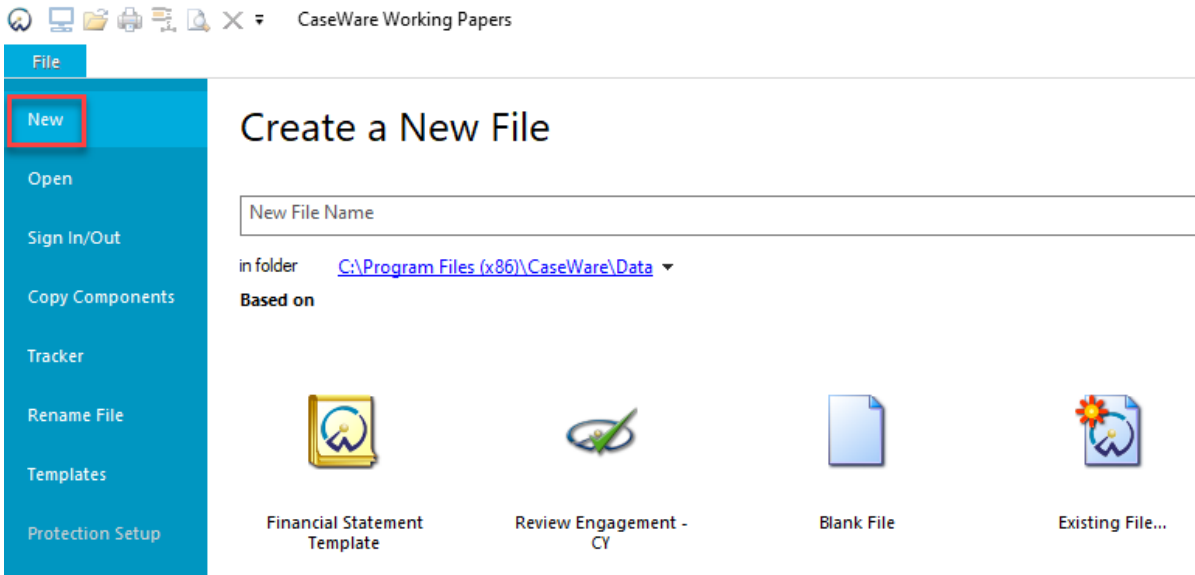 CaseWare Working Papers
File
New
Open
Sign In/Out
Copy Components
Tracker
Rename File
Templates
Protection Setup
Create a New File
New File Name
in folder C:\Program Files (x86)\CaseWare\Data
Based on
Financial Statement
Template
Review Engagement -
CY
Blank File
Existing File...